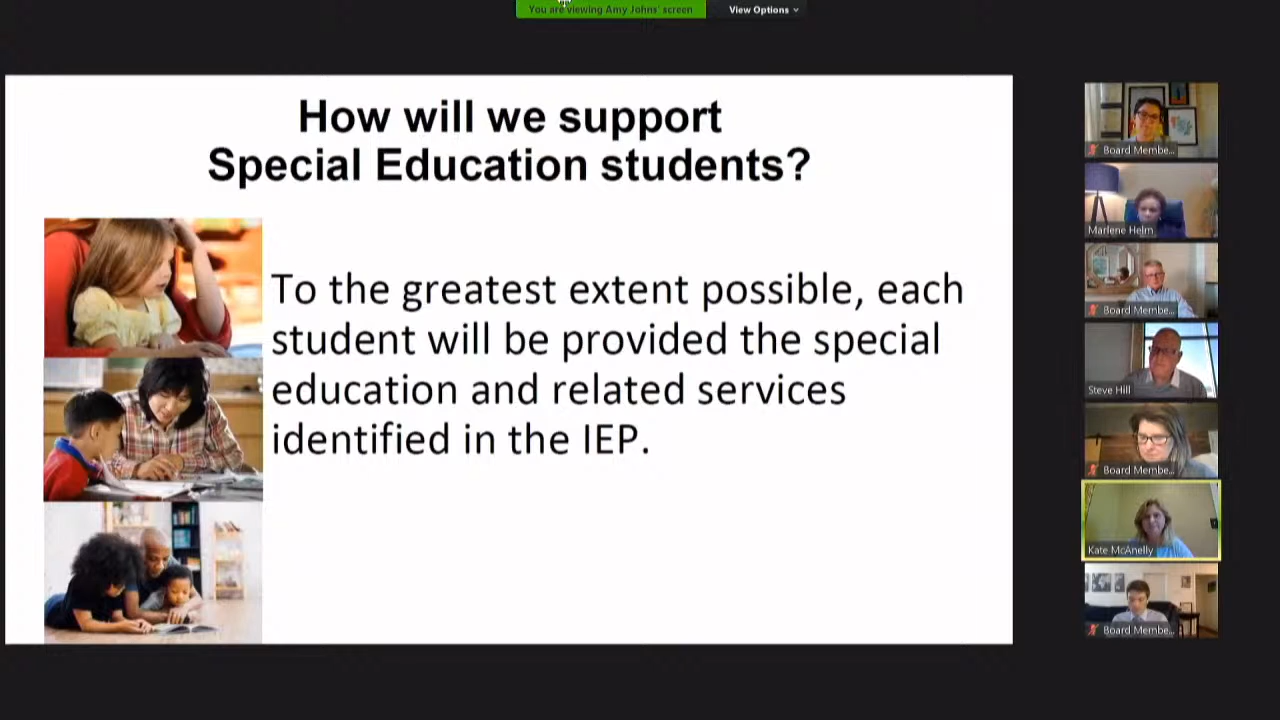 You are viewing Amy Johns' screen
View Options
How will we support
Special Education students?
To the greatest extent possible, each
student will be provided the special
education and related services
identified in the IEP.
Board Membe...
Marlene Helm
Board Membe...
Steve Hill
Board Membe...
Kate McAnelly
Board Membe...